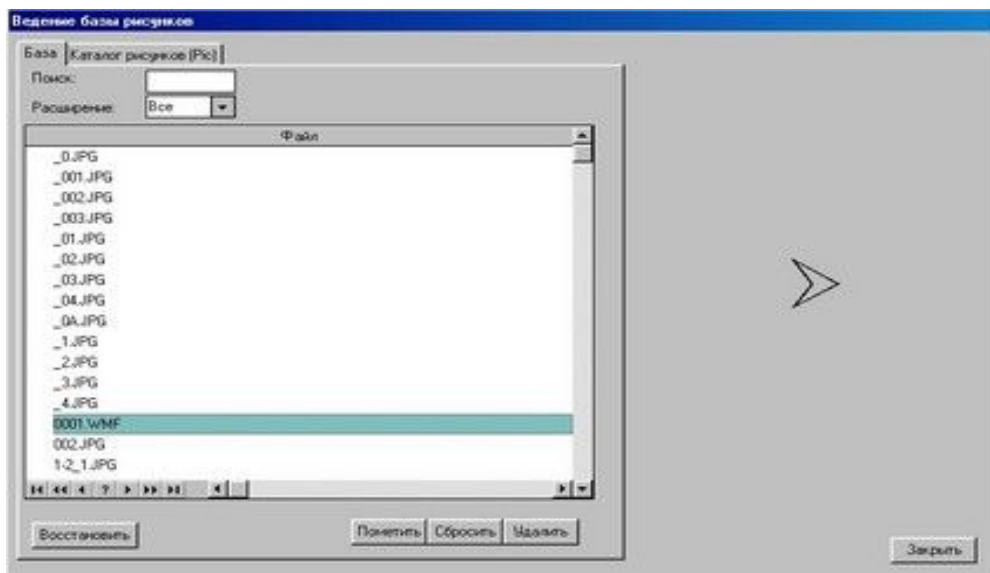 Ведение базы рисунков
База Каталог рисунков (Pic)
Поиск:
Расширение: Все
Файл
_0.JPG
_001.JPG
_002.JPG
_003.JPG
_01.JPG
_02.JPG
_03.JPG
_04.JPG
_0A.JPG
_1.JPG
_2.JPG
_3.JPG
_4.JPG
0001.WMF
002.JPG
1-2_1.JPG
?
Восстановить Пометить Сбросить Удалить
Закрыть